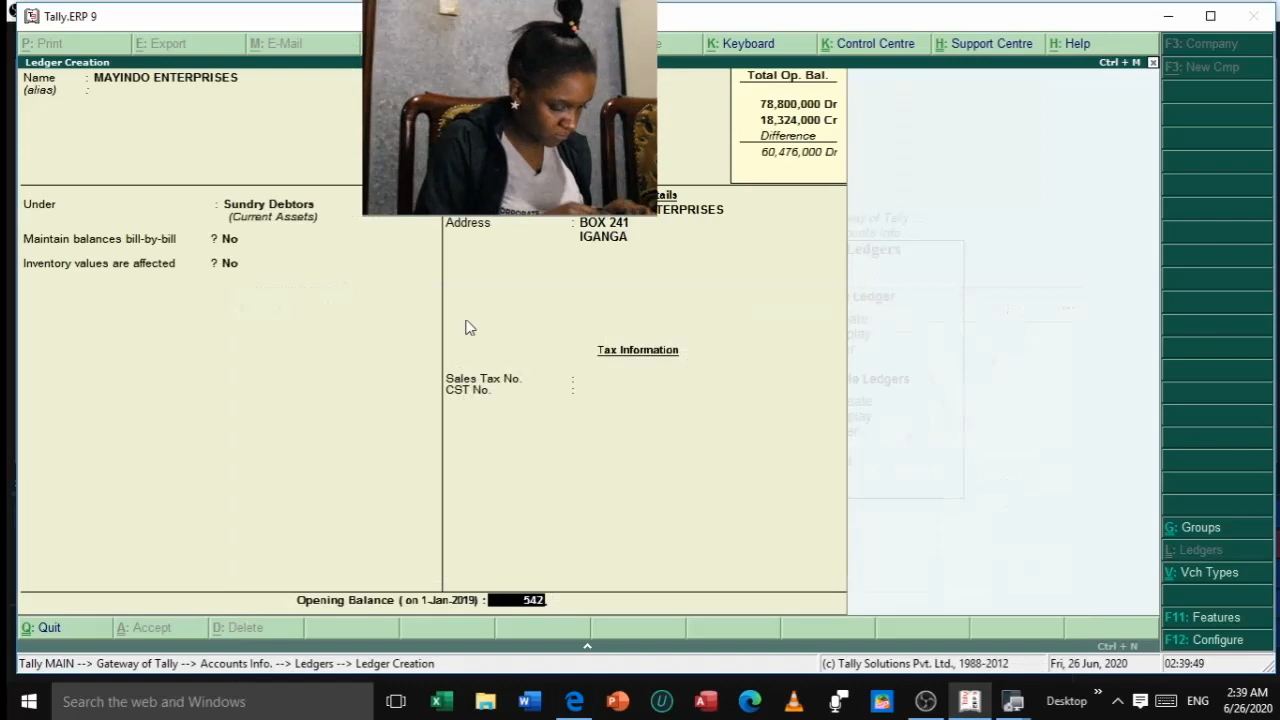 Tally.ERP 9
P: Print E: Export M: E-Mail K: Keyboard K: Control Centre H: Support Centre H: Help
F3: Company
Ledger Creation Ctrl + M
F3: New Cmp
Name : MAYINDO ENTERPRISES
(alias) :
Total Op. Bal.
78,800,000 Dr
18,324,000 Cr
Difference
60,476,000 Dr
Under : Sundry Debtors
(Current Assets)
Maintain balances bill-by-bill ? No
Inventory values are affected ? No
tails
TERPRISES
Address : BOX 241
IGANGA
Tax Information
Sales Tax No. :
CST No. :
Ledgers
Ledger
Ledgers
Opening Balance ( on 1-Jan-2019) : 542
G: Groups
L: Ledgers
V: Vch Types
F11: Features
F12: Configure
Q: Quit A: Accept D: Delete
Ctrl + N
Tally MAIN --> Gateway of Tally --> Accounts Info. --> Ledgers --> Ledger Creation (c) Tally Solutions Pvt. Ltd., 1988-2012 Fri, 26 Jun, 2020 02:39:49
Search the web and Windows Desktop ENG 2:39 AM
6/26/2020